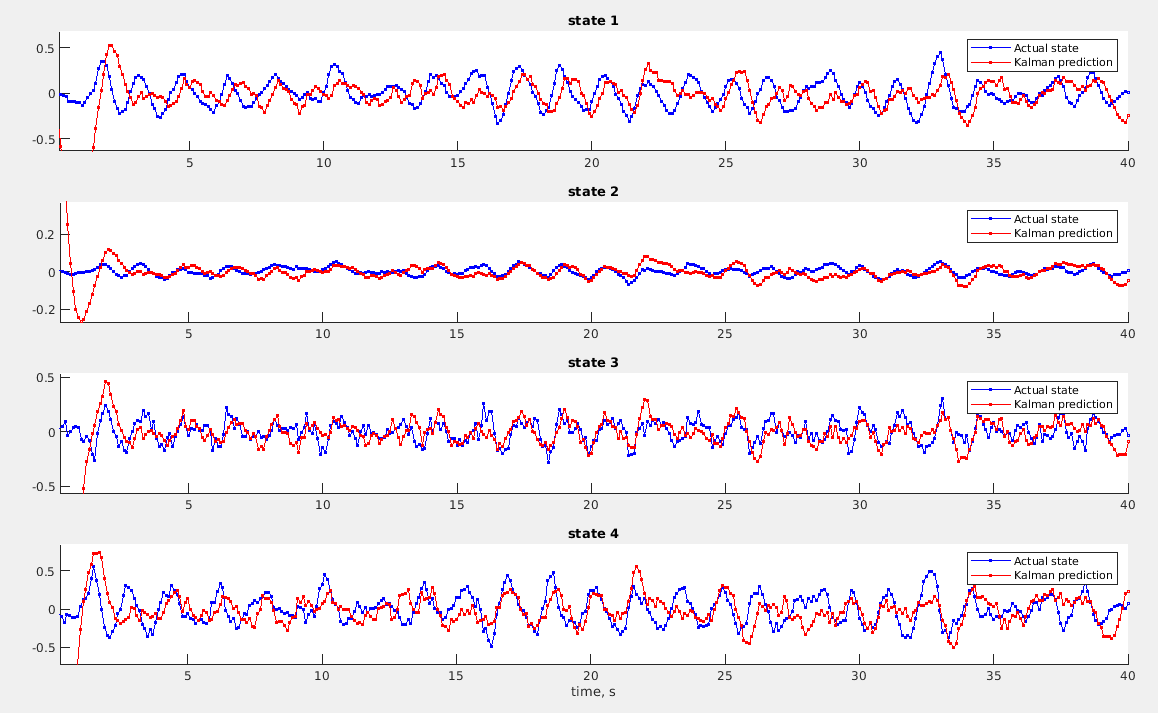 state 1
0.5
0
-0.5
Actual state
Kalman prediction
5 10 15 20 25 30 35 40
state 2
0.2
0
-0.2
Actual state
Kalman prediction
5 10 15 20 25 30 35 40
state 3
0.5
0
-0.5
Actual state
Kalman prediction
5 10 15 20 25 30 35 40
state 4
0.5
0
-0.5
Actual state
Kalman prediction
5 10 15 20 25 30 35 40
time, s